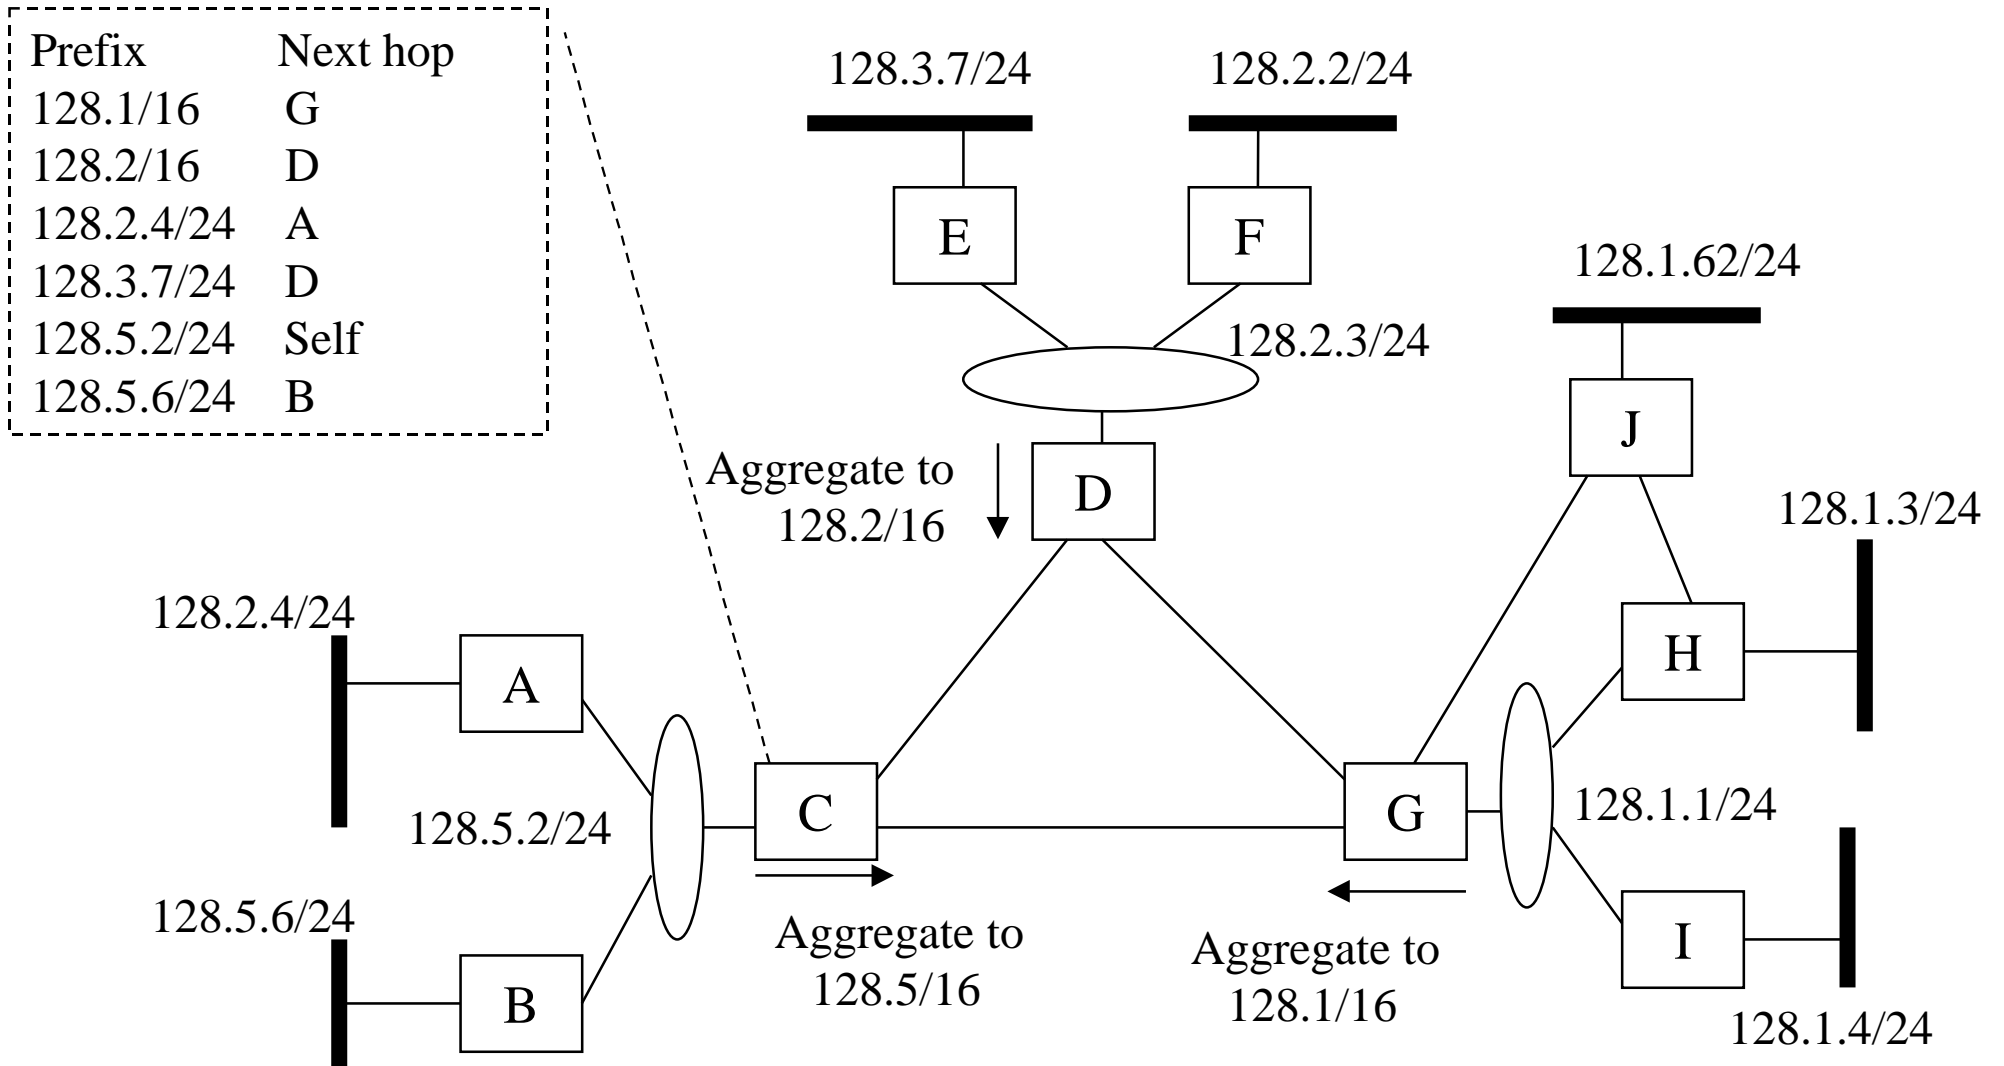 Prefix Next hop
128.1/16 G
128.2/16 D
128.2.4/24 A
128.3.7/24 D
128.5.2/24 Self
128.5.6/24 B
128.3.7/24
128.2.2/24
E
F
128.2.3/24
128.1.62/24
J
D
Aggregate to
128.2/16
128.1.3/24
H
128.2.4/24
A
128.5.2/24
C
G
128.1.1/24
128.5.6/24
B
Aggregate to
128.5/16
Aggregate to
128.1/16
I
128.1.4/24